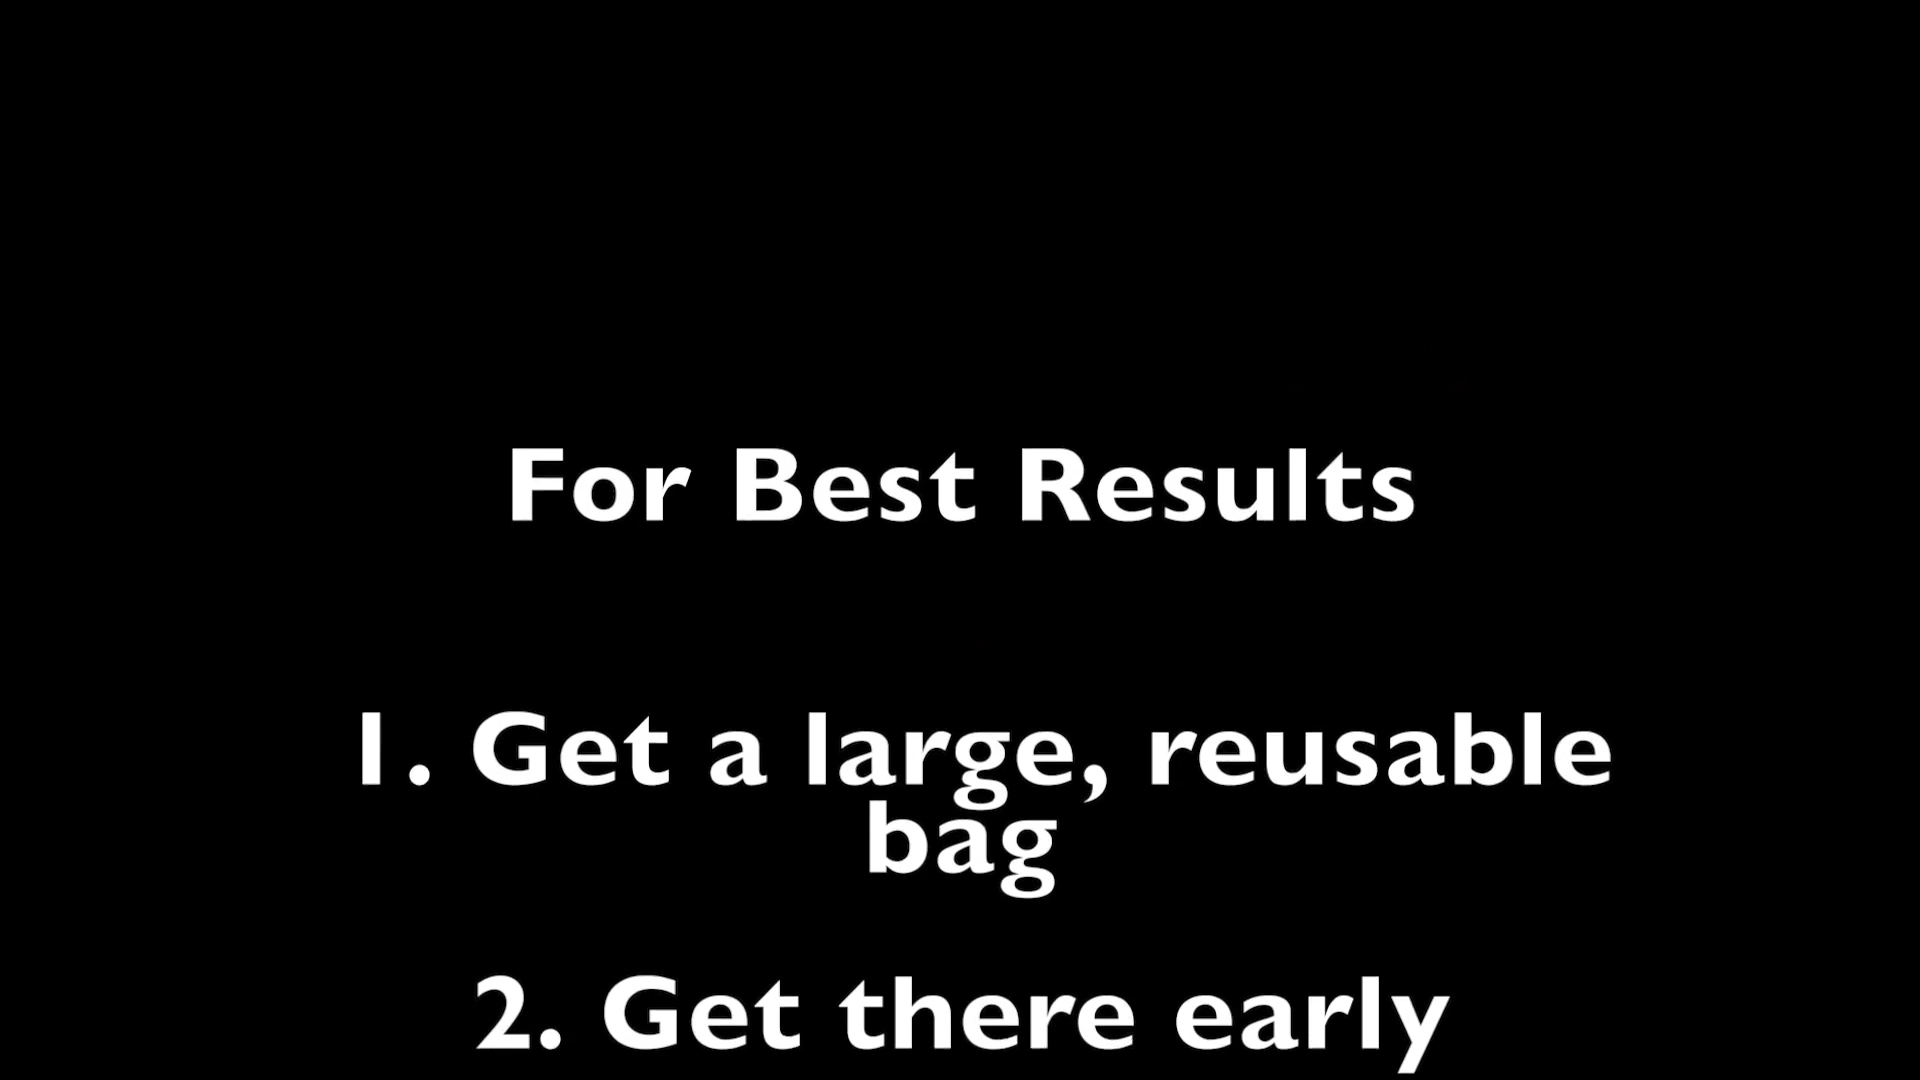 For Best Results
1. Get a large, reusable
bag
2. Get there early